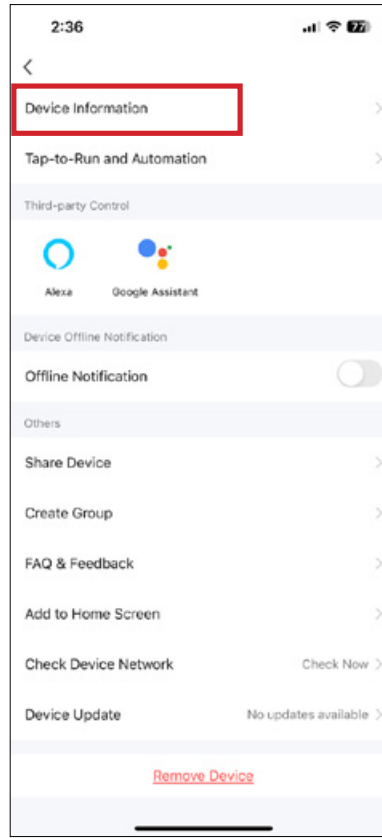 2:36 77
Device Information
Tap-to-Run and Automation
Third-party Control
Alexa Google Assistant
Device Offline Notification
Offline Notification
Others
Share Device
Create Group
FAQ & Feedback
Add to Home Screen
Check Device Network Check Now
Device Update No updates available
Remove Device